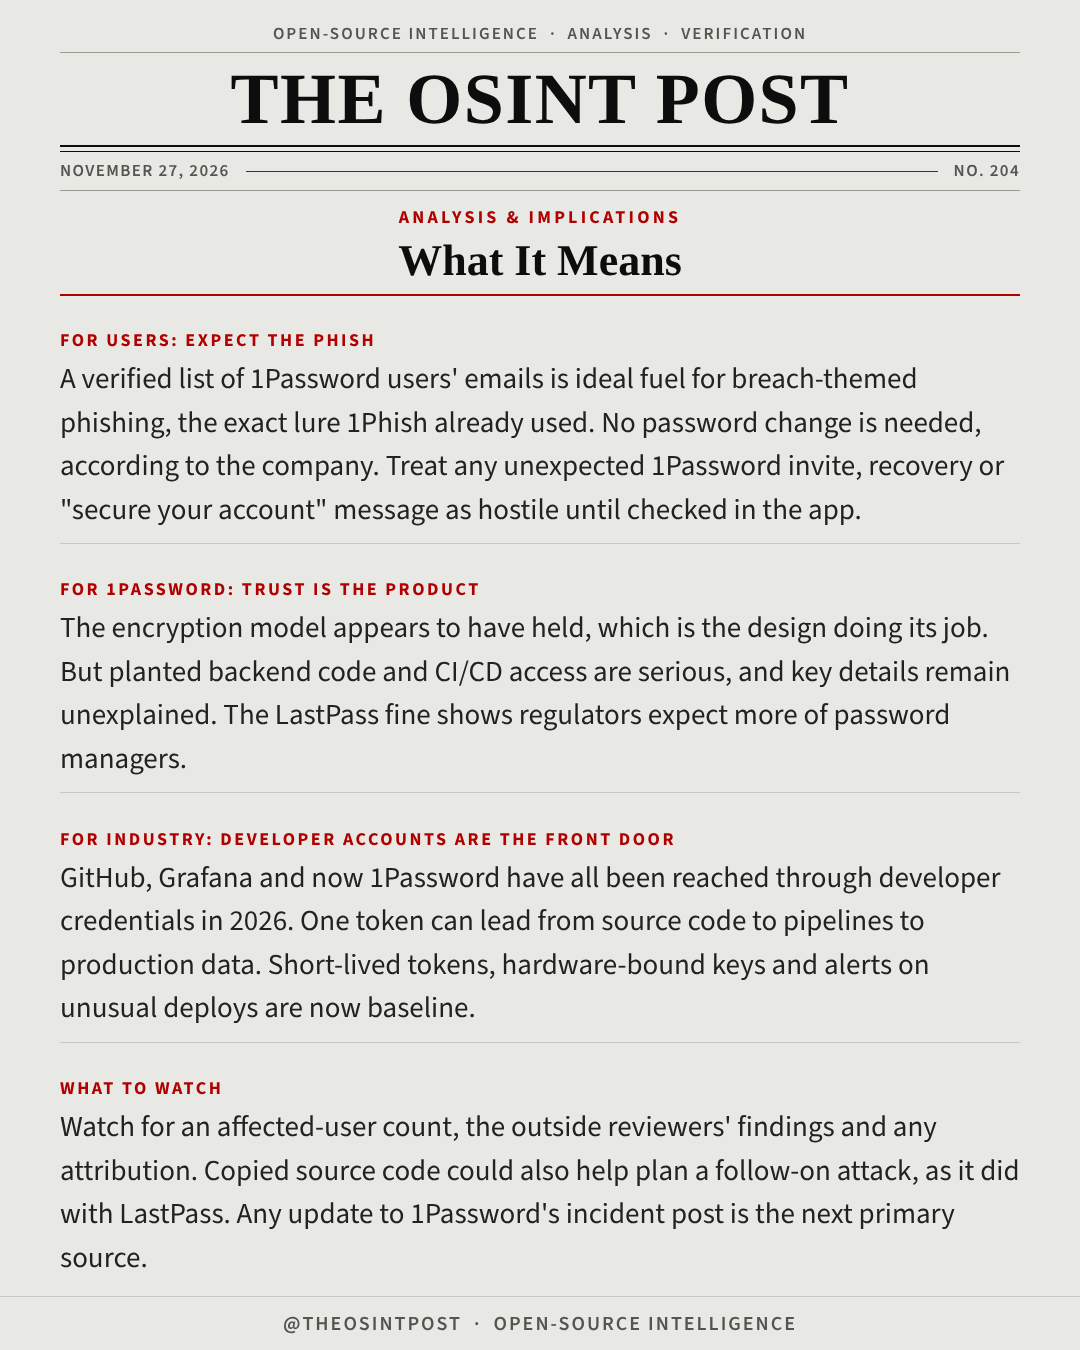 OPEN-SOURCE INTELLIGENCE · ANALYSIS · VERIFICATION
THE OSINT POST
NOVEMBER 27, 2026 NO. 204
ANALYSIS & IMPLICATIONS
What It Means
FOR USERS: EXPECT THE PHISH
A verified list of 1Password users' emails is ideal fuel for breach-themed
phishing, the exact lure 1Phish already used. No password change is needed,
according to the company. Treat any unexpected 1Password invite, recovery or
"secure your account" message as hostile until checked in the app.
FOR 1PASSWORD: TRUST IS THE PRODUCT
The encryption model appears to have held, which is the design doing its job.
But planted backend code and CI/CD access are serious, and key details remain
unexplained. The LastPass fine shows regulators expect more of password
managers.
FOR INDUSTRY: DEVELOPER ACCOUNTS ARE THE FRONT DOOR
GitHub, Grafana and now 1Password have all been reached through developer
credentials in 2026. One token can lead from source code to pipelines to
production data. Short-lived tokens, hardware-bound keys and alerts on
unusual deploys are now baseline.
WHAT TO WATCH
Watch for an affected-user count, the outside reviewers' findings and any
attribution. Copied source code could also help plan a follow-on attack, as it did
with LastPass. Any update to 1Password's incident post is the next primary
source.
@THEOSINTPOST · OPEN-SOURCE INTELLIGENCE